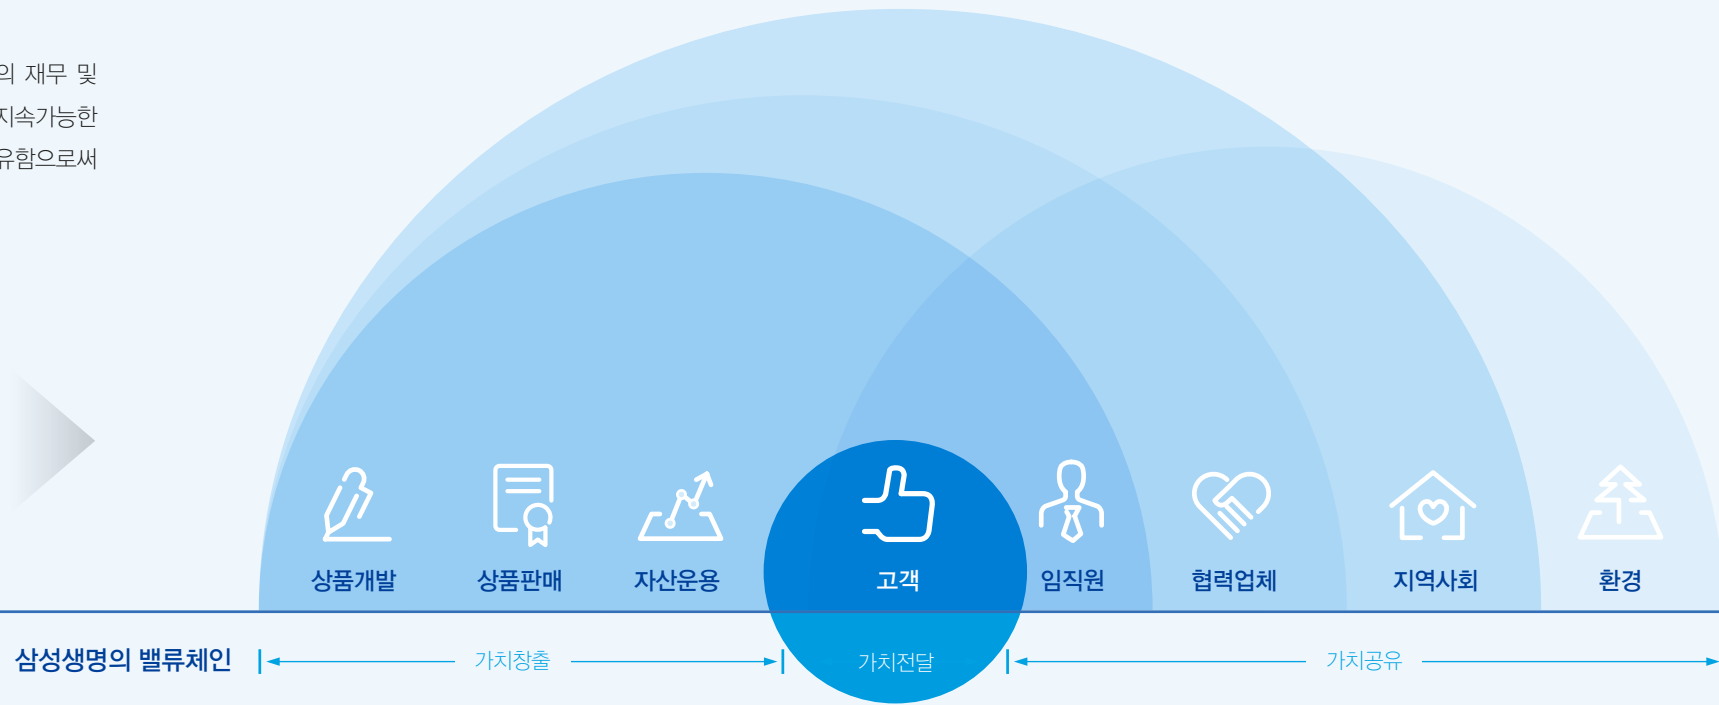 의 재무 및
지속가능한
유함으로써
상품개발
상품판매
자산운용
고객
임직원
협력업체
지역사회
환경
삼성생명의 밸류체인
가치창출
가치전달
가치공유